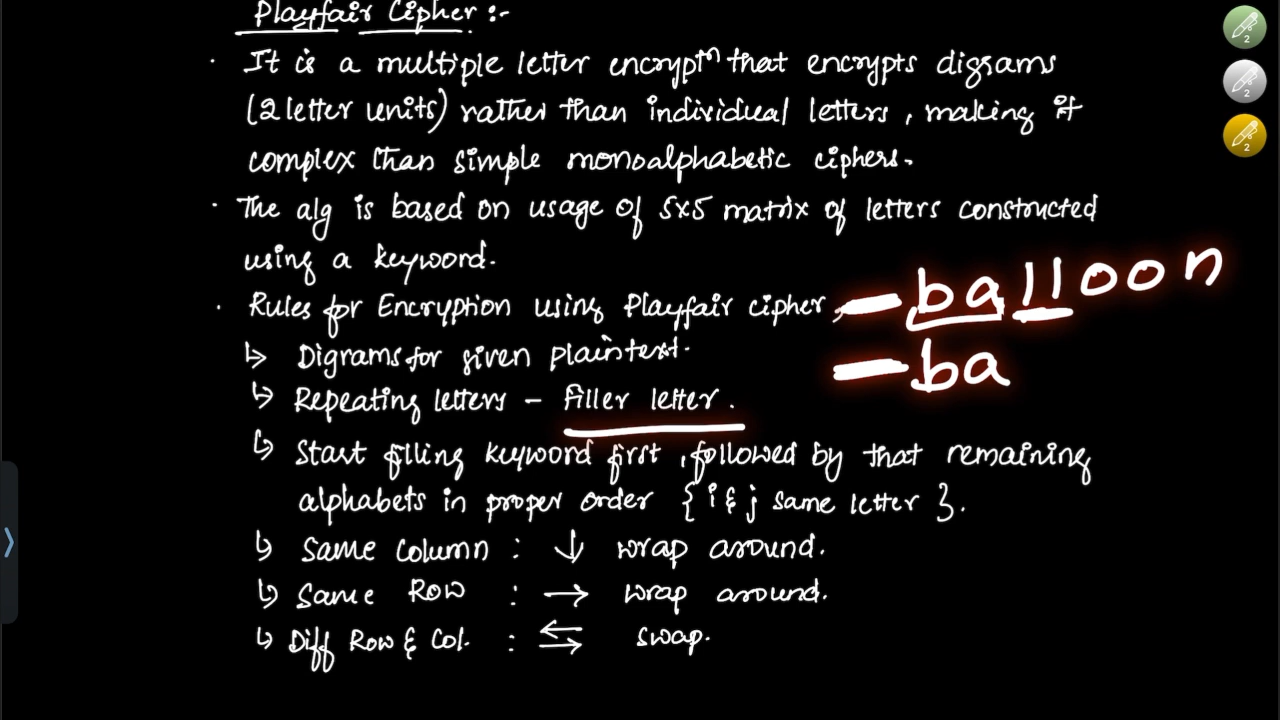 Playfair Cipher :-
· It is a multiple letter encryptⁿ that encrypts digrams
(2 letter units) rather than individual letters, making it
complex than simple monoalphabetic ciphers.
· The alg is based on usage of 5x5 matrix of letters constructed
using a keyword.
· Rules for Encryption using Playfair cipher,
balloon
↳ Digrams for given plaintext.
ba
↳ Repeating letters - filler letter.
↳ Start filling keyword first, followed by that remaining
alphabets in proper order { i & j same letter }.
↳ Same column : ↓ wrap around.
↳ Same Row : → wrap around.
↳ Diff Row & Col. : ⇆ swap.
2
2
2